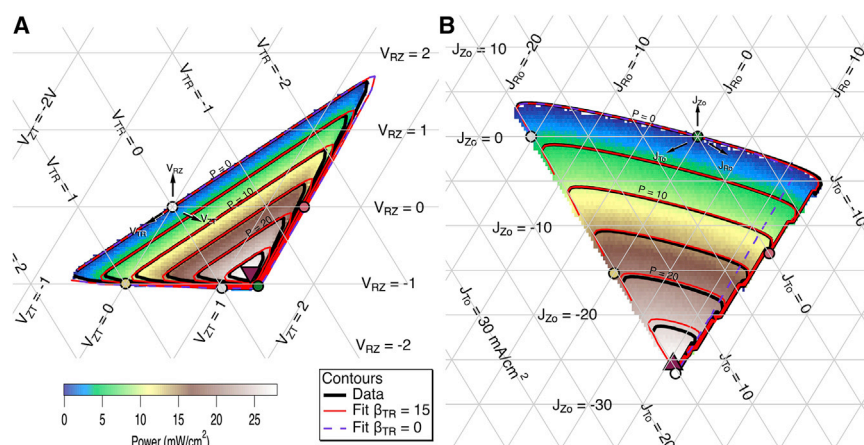 A
V_TR = -2
V_TR = -1
V_TR = 0
V_TR = 1
V_ZT = -2V
V_ZT = -1
V_ZT = 0
V_ZT = 1
V_ZT = 2
-2
V_RZ = 2
V_RZ = 1
V_RZ = 0
V_RZ = -1
V_RZ = -2
V_RZ
V_TR
V_ZT
P = 0
P = 10
P = 20
0 5 10 15 20 25
Power (mW/cm²)
Contours
Data
Fit β_TR = 15
Fit β_TR = 0
B
J_Zo = 10
J_Zo = 0
J_Zo = -10
J_Zo = -20
J_Zo = -30
J_Ro = -20
J_Ro = -10
J_Ro = 0
J_Ro = 10
J_To = -10
J_To = 0
J_To = 10
J_To = 20
J_To = 30 mA/cm²
J_Zo
J_To
J_Ro
P = 0
P = 10
P = 20